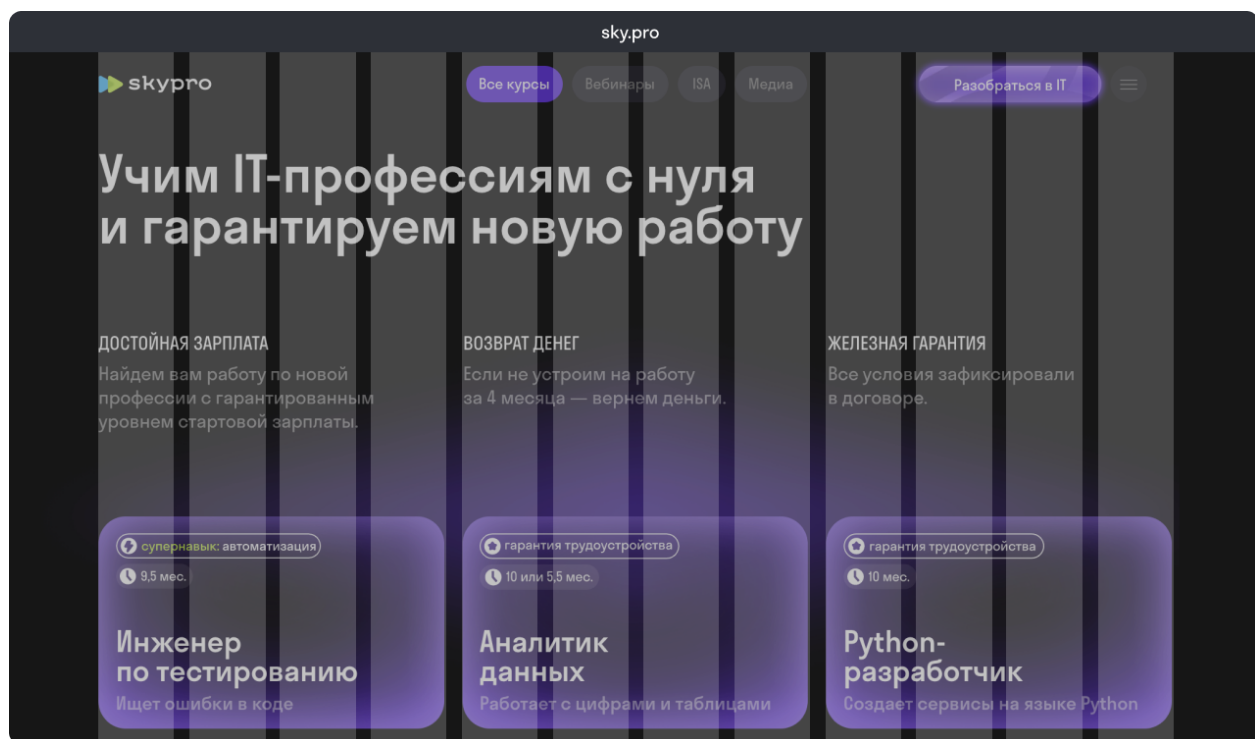 sky.pro
skypro
Все курсы Вебинары ISA Медиа Разобраться в IT
Учим IT-профессиям с нуля
и гарантируем новую работу
ДОСТОЙНАЯ ЗАРПЛАТА
Найдем вам работу по новой
профессии с гарантированным
уровнем стартовой зарплаты.
ВОЗВРАТ ДЕНЕГ
Если не устроим на работу
за 4 месяца — вернем деньги.
ЖЕЛЕЗНАЯ ГАРАНТИЯ
Все условия зафиксировали
в договоре.
супернавык: автоматизация
9,5 мес.
Инженер
по тестированию
Ищет ошибки в коде
гарантия трудоустройства
10 или 5,5 мес.
Аналитик
данных
Работает с цифрами и таблицами
гарантия трудоустройства
10 мес.
Python-
разработчик
Создает сервисы на языке Python